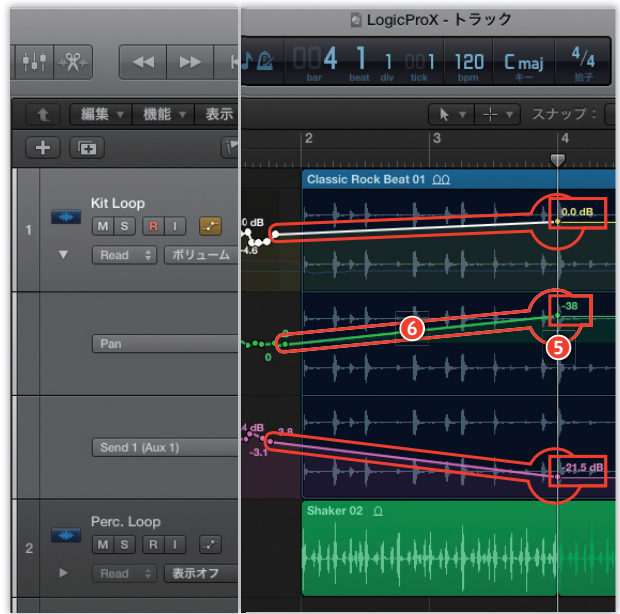 LogicProX - トラック
004 1 1 001 120 C maj 4/4
bar beat div tick bpm キー 拍子
編集 機能 表示 スナップ：
2 3 4
Classic Rock Beat 01
Kit Loop
1
M S R I
Read ボリューム
0 dB
-4.6
0.0 dB
Pan
0
-38
6
5
Send 1 (Aux 1)
4 dB
-3.8
-3.1
-21.5 dB
Perc. Loop
2
M S R I
Read 表示オフ
Shaker 02